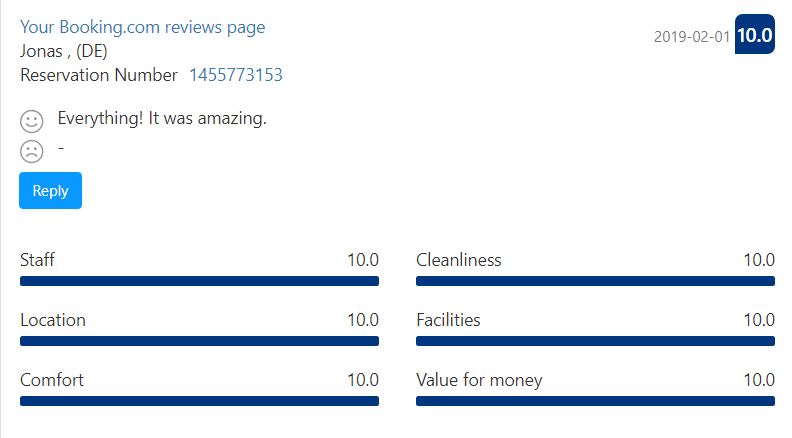 Your Booking.com reviews page
2019-02-01 10.0
Jonas , (DE)
Reservation Number 1455773153
Everything! It was amazing.
-
Reply
Staff 10.0
Cleanliness 10.0
Location 10.0
Facilities 10.0
Comfort 10.0
Value for money 10.0